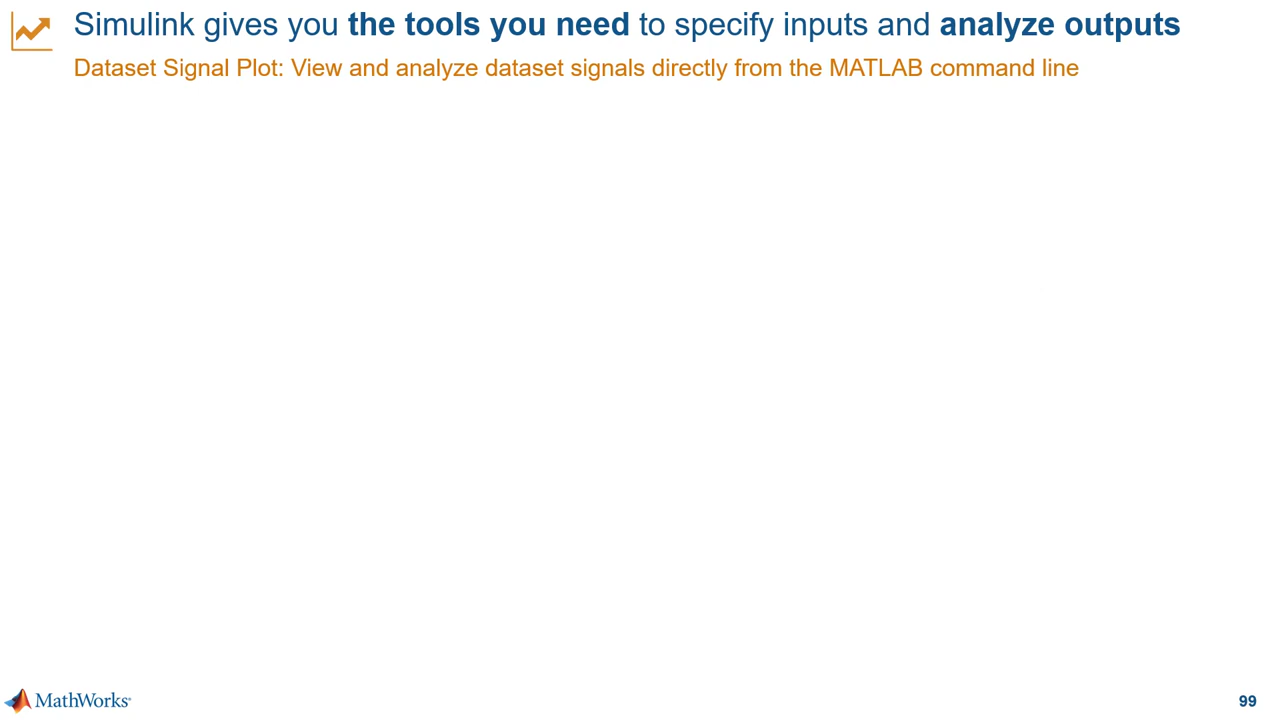 Simulink gives you the tools you need to specify inputs and analyze outputs
Dataset Signal Plot: View and analyze dataset signals directly from the MATLAB command line
MathWorks®
99